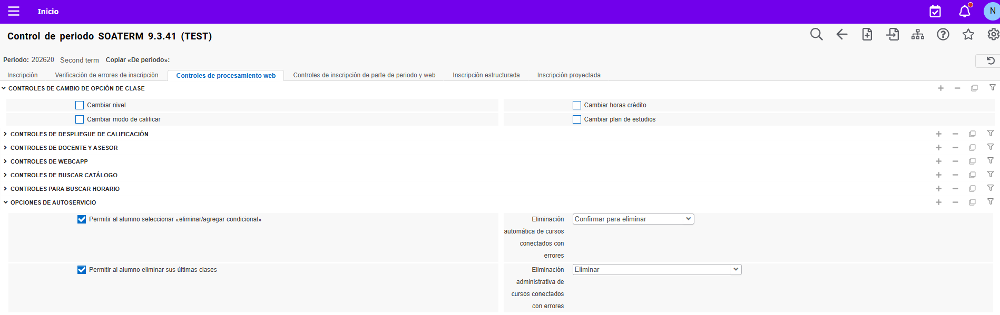 Inicio
N
Control de periodo SOATERM 9.3.41 (TEST)
Periodo: 202620 Second term Copiar «De periodo»:
Inscripción Verificación de errores de inscripción Controles de procesamiento web Controles de inscripción de parte de periodo y web Inscripción estructurada Inscripción proyectada
CONTROLES DE CAMBIO DE OPCIÓN DE CLASE
Cambiar nivel Cambiar horas crédito
Cambiar modo de calificar Cambiar plan de estudios
CONTROLES DE DESPLIEGUE DE CALIFICACIÓN
CONTROLES DE DOCENTE Y ASESOR
CONTROLES DE WEBCAPP
CONTROLES DE BUSCAR CATÁLOGO
CONTROLES PARA BUSCAR HORARIO
OPCIONES DE AUTOSERVICIO
Permitir al alumno seleccionar «eliminar/agregar condicional» Eliminación Confirmar para eliminar
automática de cursos
conectados con
errores
Permitir al alumno eliminar sus últimas clases Eliminación Eliminar
administrativa de
cursos conectados
con errores